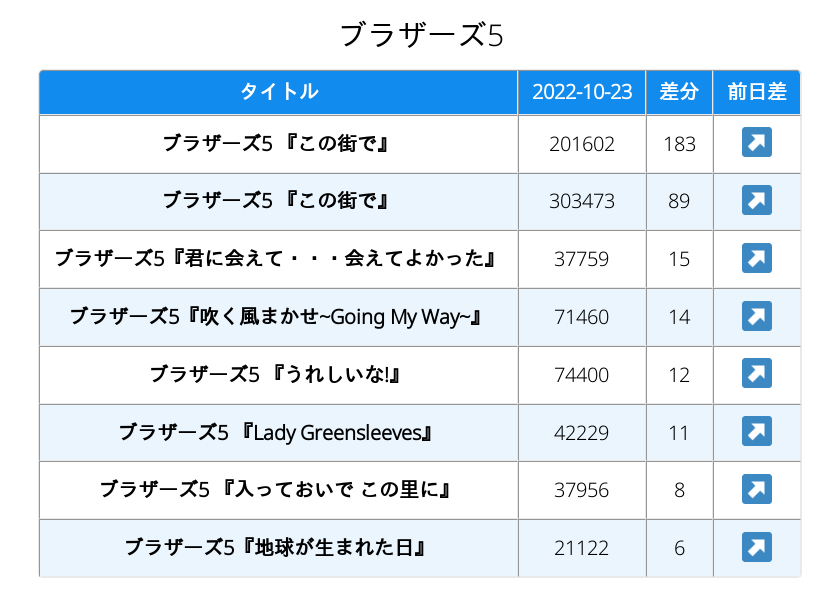 ブラザーズ5
タイトル 2022-10-23 差分 前日差
ブラザーズ5 『この街で』 201602 183 ↗
ブラザーズ5 『この街で』 303473 89 ↗
ブラザーズ5『君に会えて・・・会えてよかった』 37759 15 ↗
ブラザーズ5『吹く風まかせ~Going My Way~』 71460 14 ↗
ブラザーズ5 『うれしいな!』 74400 12 ↗
ブラザーズ5 『Lady Greensleeves』 42229 11 ↗
ブラザーズ5 『入っておいで この里に』 37956 8 ↗
ブラザーズ5『地球が生まれた日』 21122 6 ↗